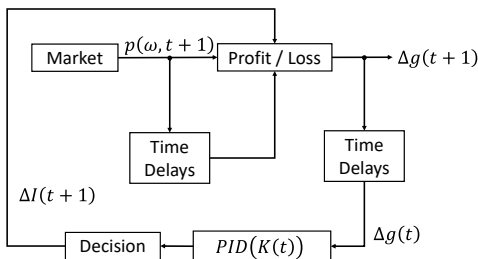 p(ω, t + 1)
Market
Profit / Loss
Δg(t + 1)
Time
Delays
Time
Delays
ΔI(t + 1)
Δg(t)
Decision
PID(K(t))